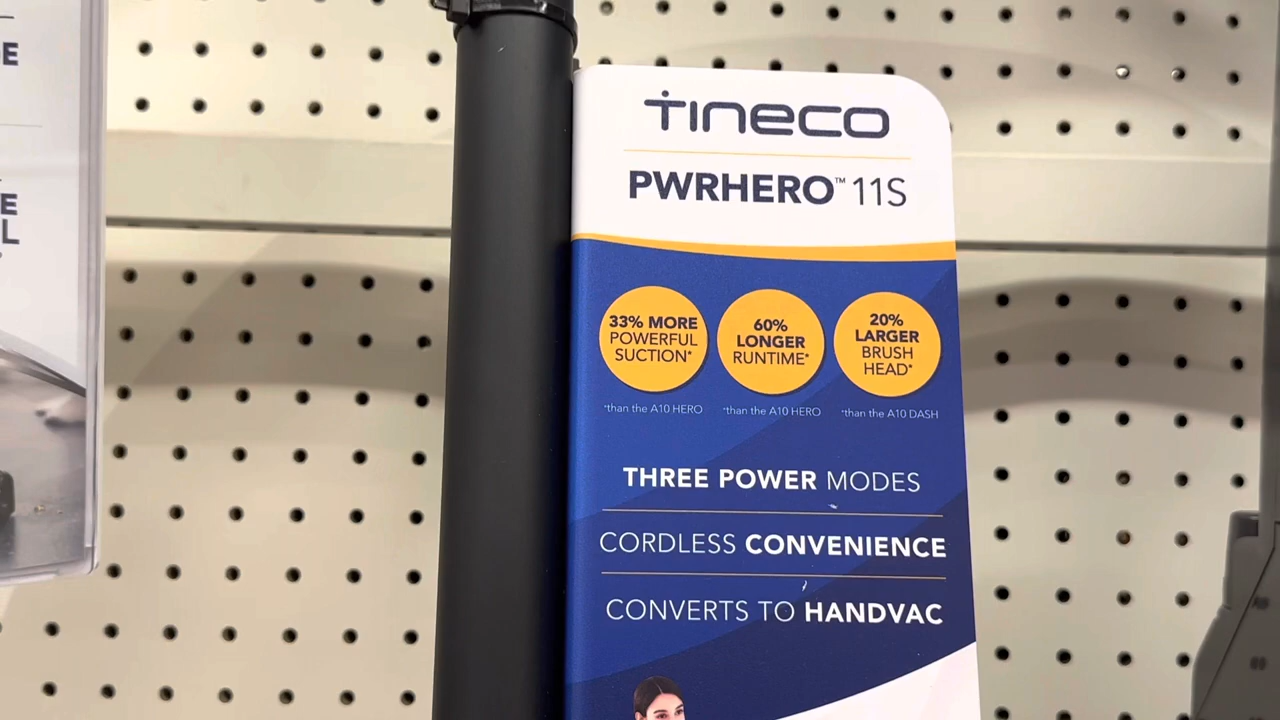 E
E
L
TINECO
PWRHERO™ 11S
33% MORE
POWERFUL
SUCTION*
60%
LONGER
RUNTIME*
20%
LARGER
BRUSH
HEAD*
*than the A10 HERO
*than the A10 HERO
*than the A10 DASH
THREE POWER MODES
CORDLESS CONVENIENCE
CONVERTS TO HANDVAC